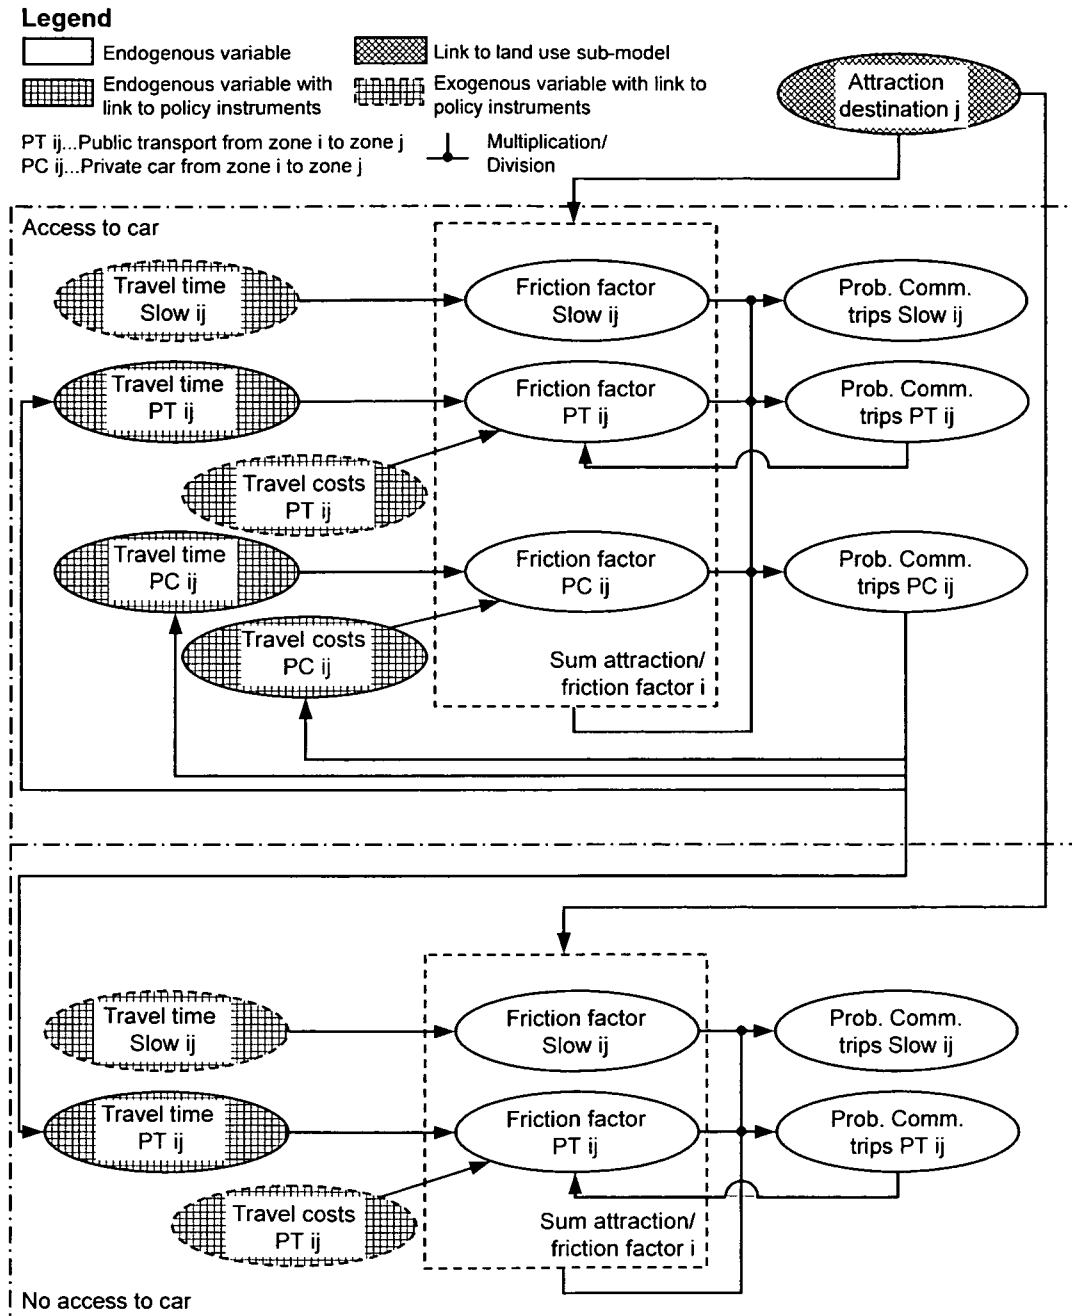 Legend
Endogenous variable
Link to land use sub-model
Endogenous variable with
link to policy instruments
Exogenous variable with link to
policy instruments
PT ij...Public transport from zone i to zone j
PC ij...Private car from zone i to zone j
Multiplication/
Division
Attraction
destination j
Access to car
Travel time
Slow ij
Friction factor
Slow ij
Prob. Comm.
trips Slow ij
Travel time
PT ij
Friction factor
PT ij
Prob. Comm.
trips PT ij
Travel costs
PT ij
Travel time
PC ij
Friction factor
PC ij
Prob. Comm.
trips PC ij
Travel costs
PC ij
Sum attraction/
friction factor i
Travel time
Slow ij
Friction factor
Slow ij
Prob. Comm.
trips Slow ij
Travel time
PT ij
Friction factor
PT ij
Prob. Comm.
trips PT ij
Travel costs
PT ij
Sum attraction/
friction factor i
No access to car